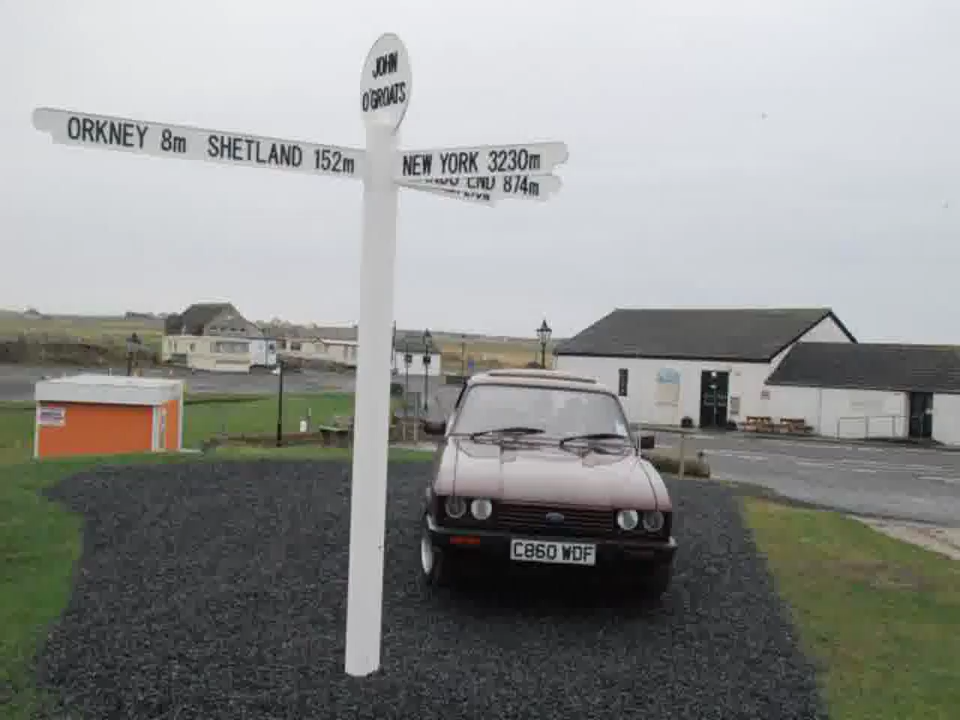 JOHN
O'GROATS
ORKNEY 8m SHETLAND 152m
NEW YORK 3230m
END 874m
C860 WDF